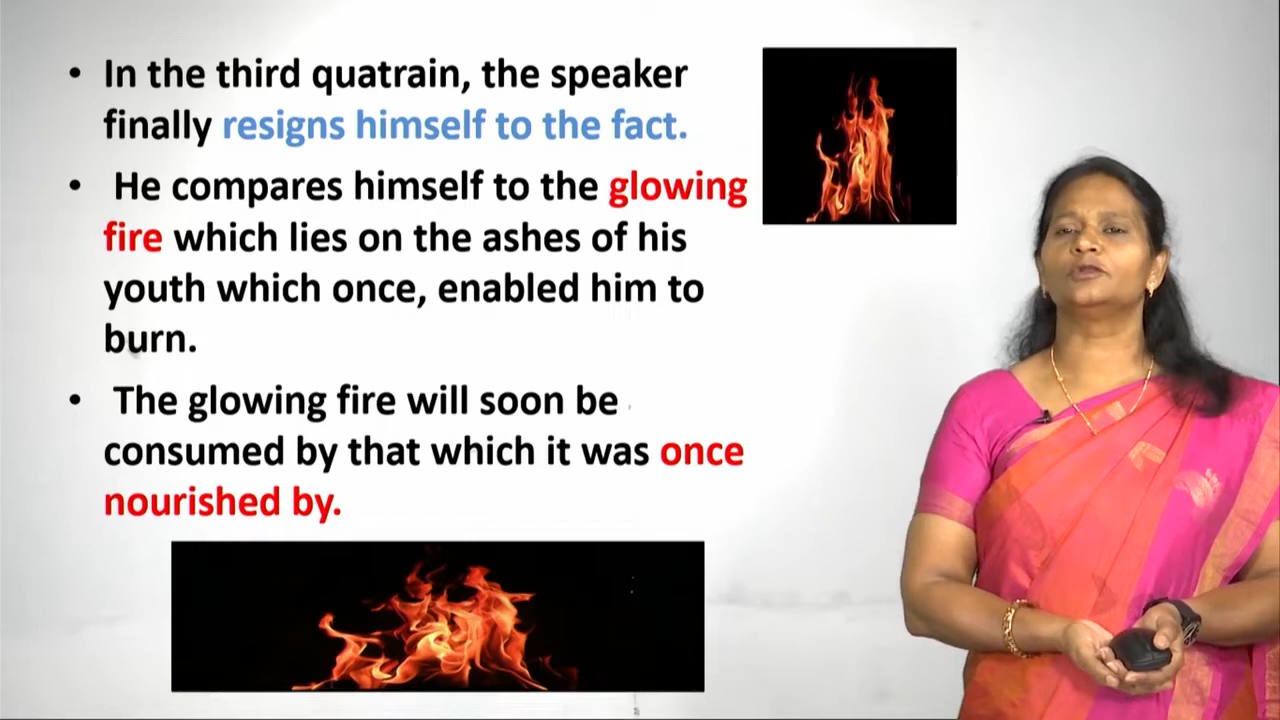 • In the third quatrain, the speaker
finally resigns himself to the fact.
• He compares himself to the glowing
fire which lies on the ashes of his
youth which once, enabled him to
burn.
• The glowing fire will soon be
consumed by that which it was once
nourished by.